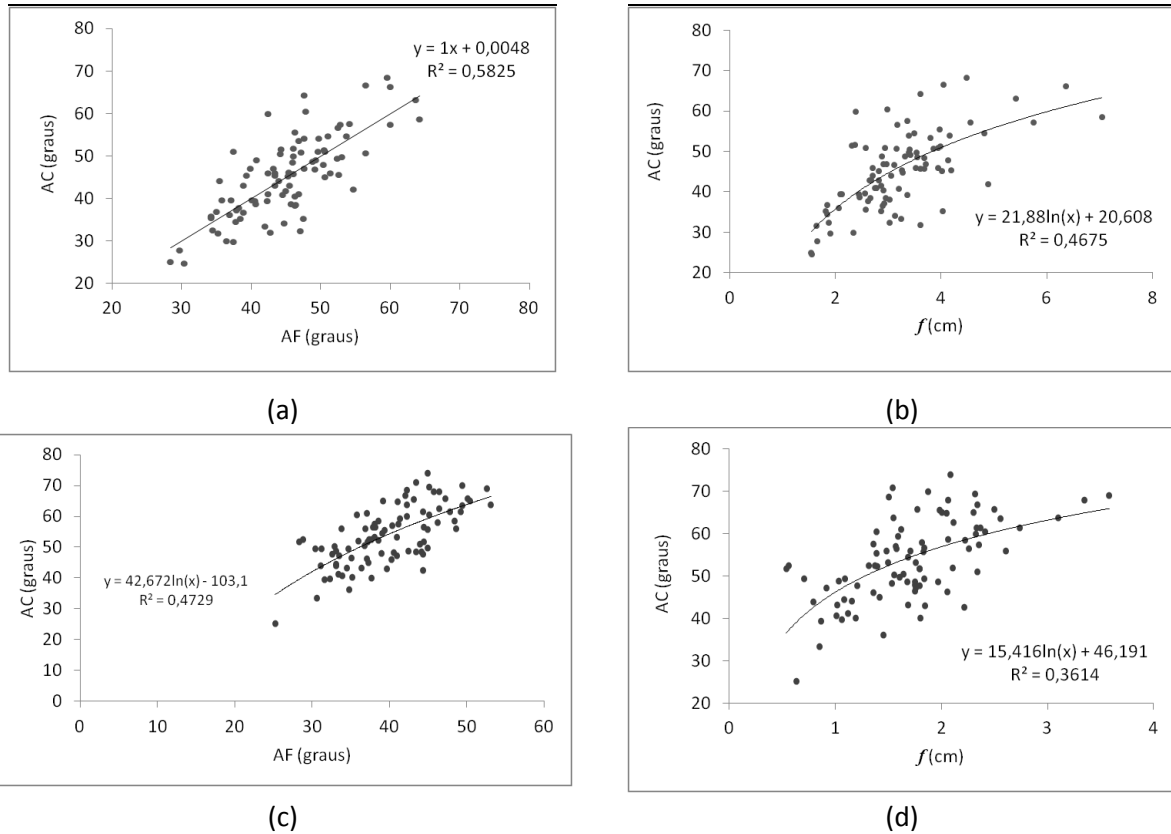 80
70
60
50
40
30
20
AC (graus)
y = 1x + 0,0048
R² = 0,5825
20 30 40 50 60 70 80
AF (graus)
(a)
80
70
60
50
40
30
20
AC (graus)
y = 21,88ln(x) + 20,608
R² = 0,4675
0 2 4 6 8
f (cm)
(b)
80
70
60
50
40
30
20
10
0
AC (graus)
y = 42,672ln(x) - 103,1
R² = 0,4729
0 10 20 30 40 50 60
AF (graus)
(c)
80
70
60
50
40
30
20
AC (graus)
y = 15,416ln(x) + 46,191
R² = 0,3614
0 1 2 3 4
f (cm)
(d)